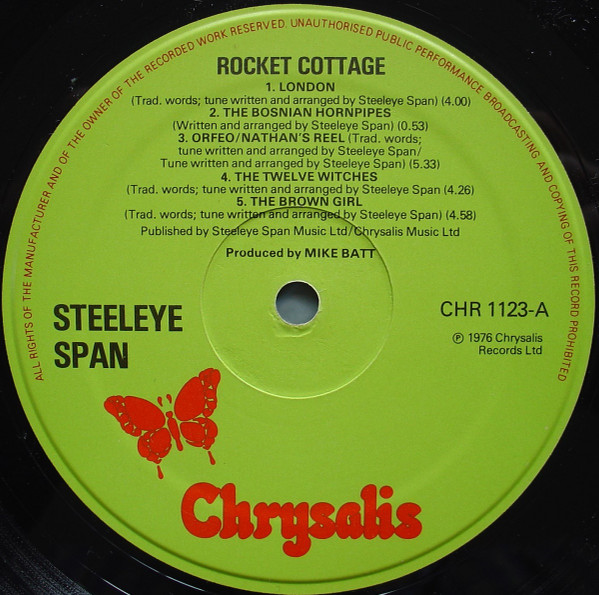 ALL RIGHTS OF THE MANUFACTURER AND OF THE OWNER OF THE RECORDED WORK RESERVED. UNAUTHORISED PUBLIC PERFORMANCE BROADCASTING AND COPYING OF THIS RECORD PROHIBITED
ROCKET COTTAGE
1. LONDON
(Trad. words; tune written and arranged by Steeleye Span) (4.00)
2. THE BOSNIAN HORNPIPES
(Written and arranged by Steeleye Span) (0.53)
3. ORFEO/NATHAN'S REEL (Trad. words;
tune written and arranged by Steeleye Span/
Tune written and arranged by Steeleye Span) (5.33)
4. THE TWELVE WITCHES
(Trad. words; tune written and arranged by Steeleye Span) (4.26)
5. THE BROWN GIRL
(Trad. words; tune written and arranged by Steeleye Span) (4.58)
Published by Steeleye Span Music Ltd/Chrysalis Music Ltd
Produced by MIKE BATT
STEELEYE
SPAN
CHR 1123-A
℗ 1976 Chrysalis
Records Ltd
Chrysalis